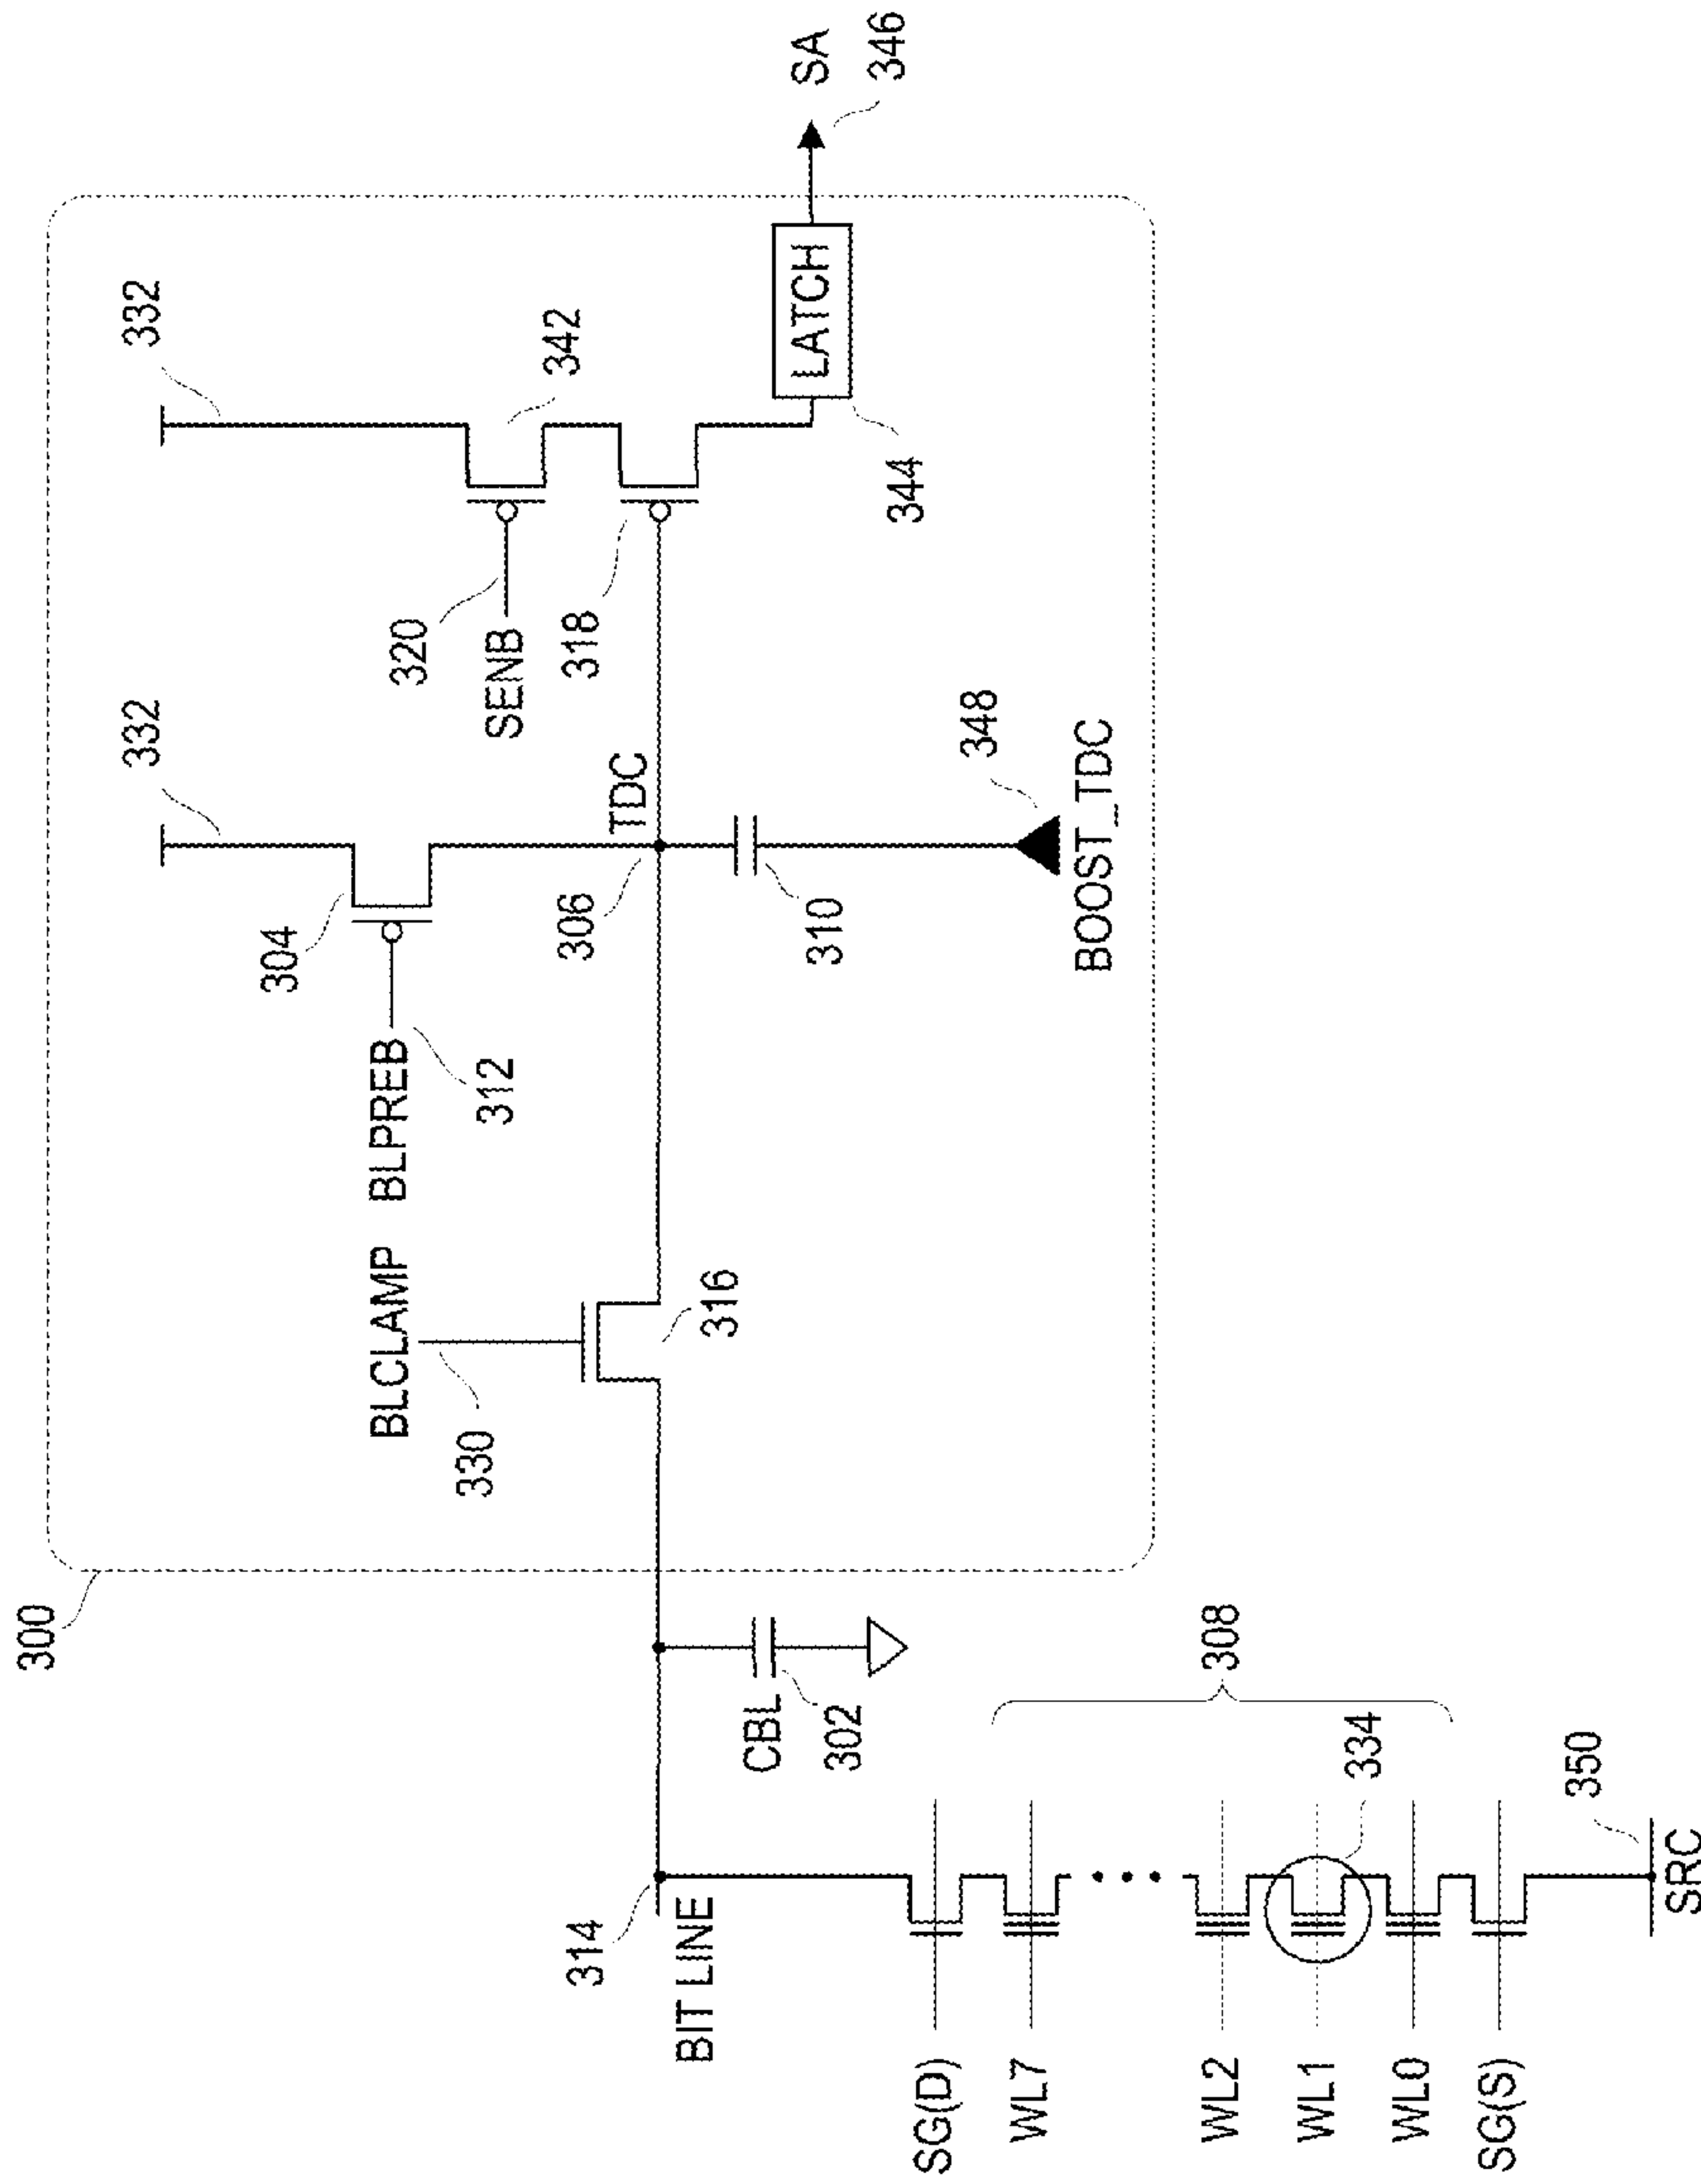 300
332
332
304
320
342
BLCLAMP
BLPREB
312
SENB
318
330
TDC
306
316
310
LATCH
344
SA
346
348
BOOST_TDC
314
BIT LINE
CBL
302
308
SG(D)
WL7
WL2
WL1
334
WL0
SG(S)
350
SRC